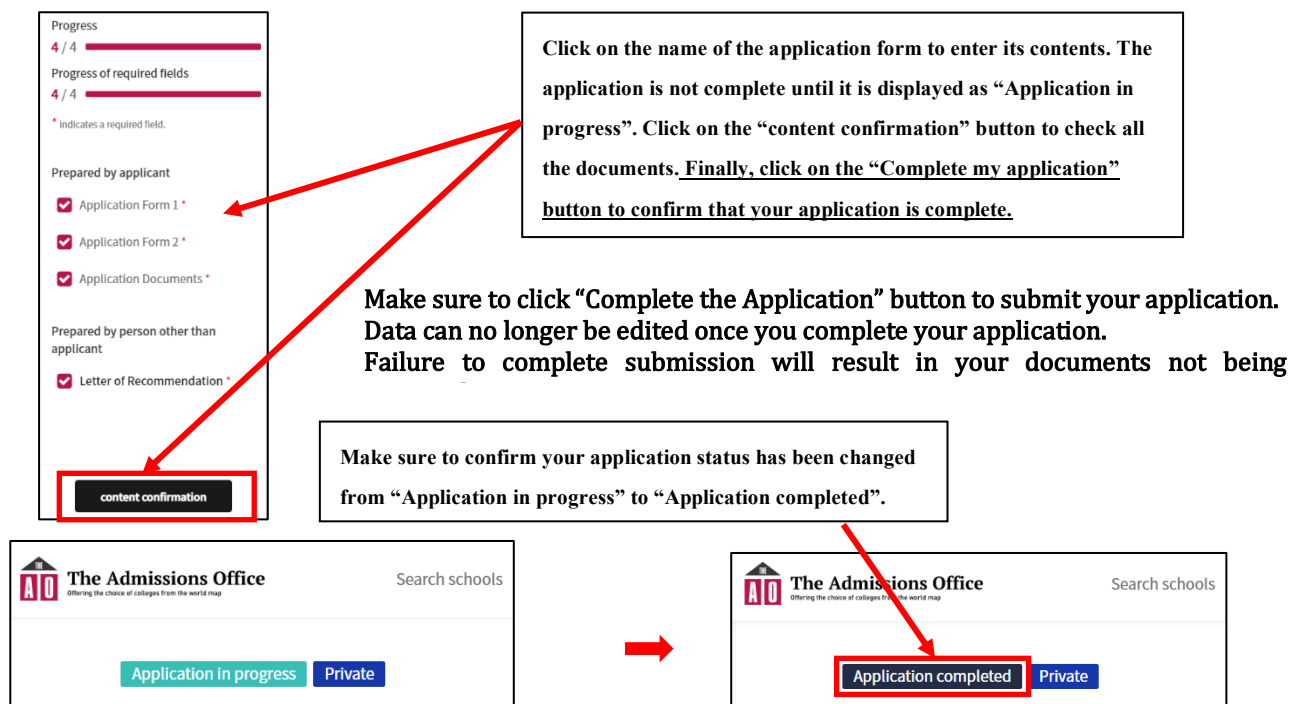 Progress
4 / 4
Progress of required fields
4 / 4
* indicates a required field.
Prepared by applicant
Application Form 1 *
Application Form 2 *
Application Documents *
Prepared by person other than
applicant
Letter of Recommendation *
content confirmation
Click on the name of the application form to enter its contents. The
application is not complete until it is displayed as “Application in
progress”. Click on the “content confirmation” button to check all
the documents. Finally, click on the “Complete my application”
button to confirm that your application is complete.
Make sure to click “Complete the Application” button to submit your application.
Data can no longer be edited once you complete your application.
Failure to complete submission will result in your documents not being
Make sure to confirm your application status has been changed
from “Application in progress” to “Application completed”.
THE
AO
The Admissions Office
Offering the choice of colleges from the world map
Search schools
Application in progress
Private
THE
AO
The Admissions Office
Offering the choice of colleges from the world map
Search schools
Application completed
Private